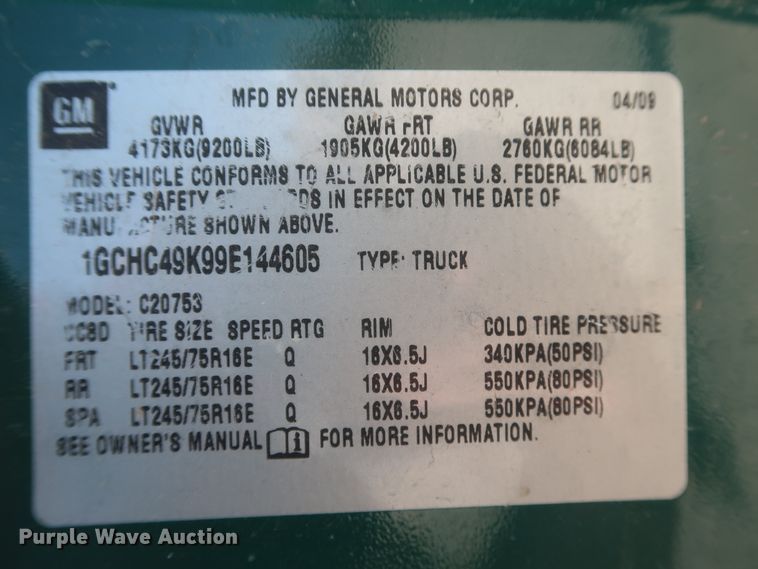 GM
MFD BY GENERAL MOTORS CORP. 04/09
GVWR GAWR FRT GAWR RR
4173KG(9200LB) 1905KG(4200LB) 2760KG(6084LB)
THIS VEHICLE CONFORMS TO ALL APPLICABLE U.S. FEDERAL MOTOR
VEHICLE SAFETY IN EFFECT ON THE DATE OF
SHOWN ABOVE.
1GCHC49K99E144605 TYPE: TRUCK
MODEL: C20753
TIRE SIZE SPEED RTG RIM COLD TIRE PRESSURE
FRT LT245/75R16E Q 16X6.5J 340KPA(50PSI)
RR LT245/75R16E Q 16X6.5J 550KPA(80PSI)
SPA LT245/75R16E Q 16X6.5J 550KPA(80PSI)
SEE OWNER'S MANUAL i FOR MORE INFORMATION.
Purple Wave Auction